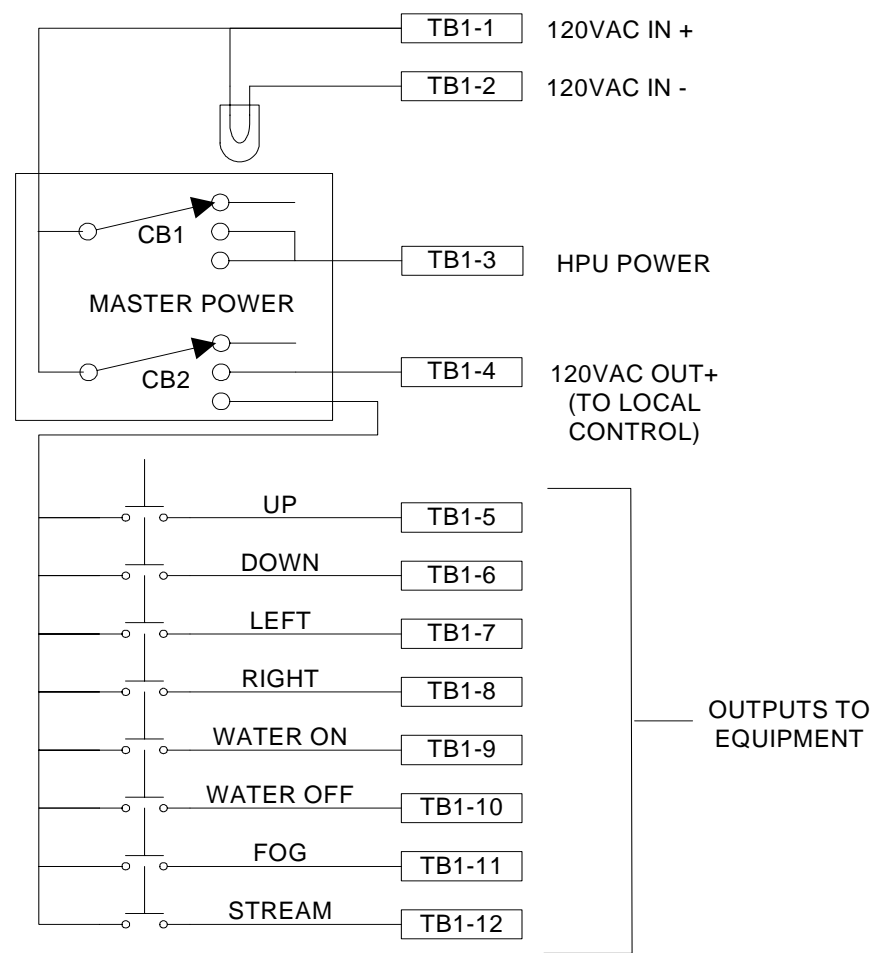 TB1-1 120VAC IN +
TB1-2 120VAC IN -
CB1
TB1-3 HPU POWER
MASTER POWER
CB2
TB1-4 120VAC OUT+
(TO LOCAL
CONTROL)
UP TB1-5
DOWN TB1-6
LEFT TB1-7
RIGHT TB1-8
WATER ON TB1-9
WATER OFF TB1-10
FOG TB1-11
STREAM TB1-12
OUTPUTS TO
EQUIPMENT